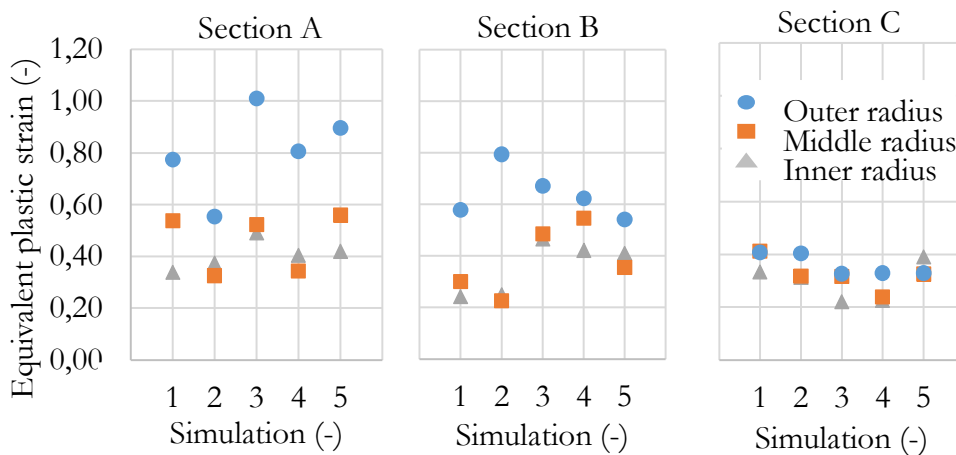 Section A
Section B
Section C
Equivalent plastic strain (-)
1,20
1,00
0,80
0,60
0,40
0,20
0,00
Outer radius
Middle radius
Inner radius
1 2 3 4 5
1 2 3 4 5
1 2 3 4 5
Simulation (-)
Simulation (-)
Simulation (-)